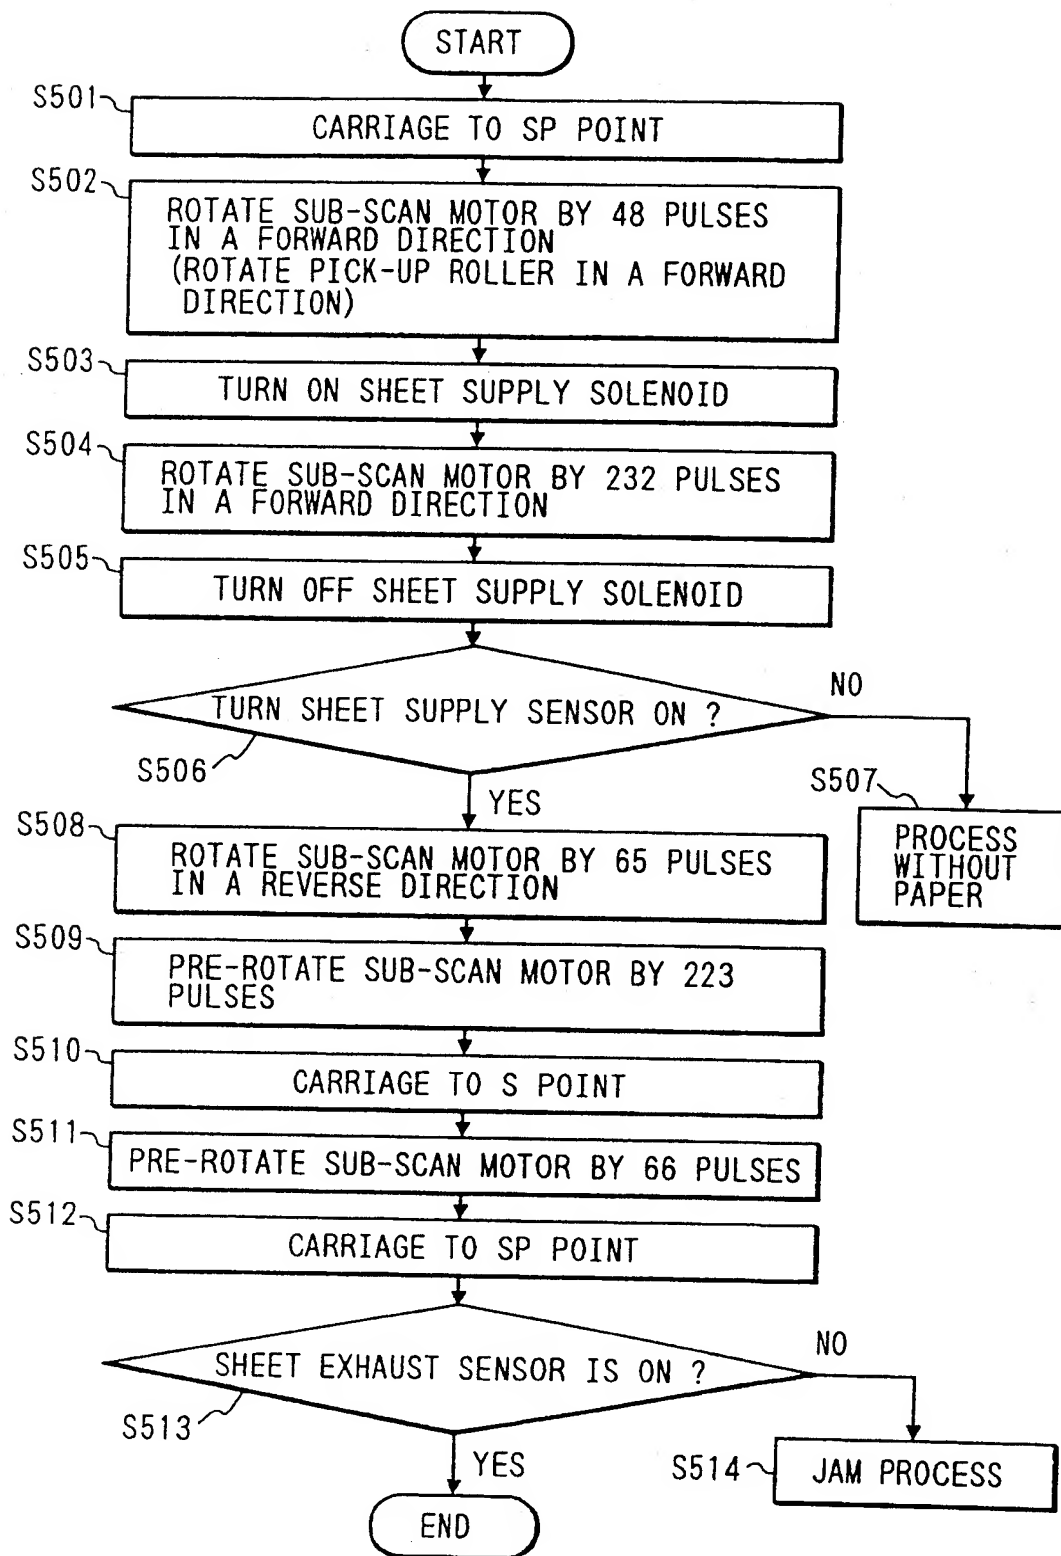 START
S501
CARRIAGE TO SP POINT
S502
ROTATE SUB-SCAN MOTOR BY 48 PULSES
IN A FORWARD DIRECTION
(ROTATE PICK-UP ROLLER IN A FORWARD
DIRECTION)
S503
TURN ON SHEET SUPPLY SOLENOID
S504
ROTATE SUB-SCAN MOTOR BY 232 PULSES
IN A FORWARD DIRECTION
S505
TURN OFF SHEET SUPPLY SOLENOID
TURN SHEET SUPPLY SENSOR ON ?
NO
S506
YES
S507
PROCESS
WITHOUT
PAPER
S508
ROTATE SUB-SCAN MOTOR BY 65 PULSES
IN A REVERSE DIRECTION
S509
PRE-ROTATE SUB-SCAN MOTOR BY 223
PULSES
S510
CARRIAGE TO S POINT
S511
PRE-ROTATE SUB-SCAN MOTOR BY 66 PULSES
S512
CARRIAGE TO SP POINT
SHEET EXHAUST SENSOR IS ON ?
NO
S513
YES
S514
JAM PROCESS
END